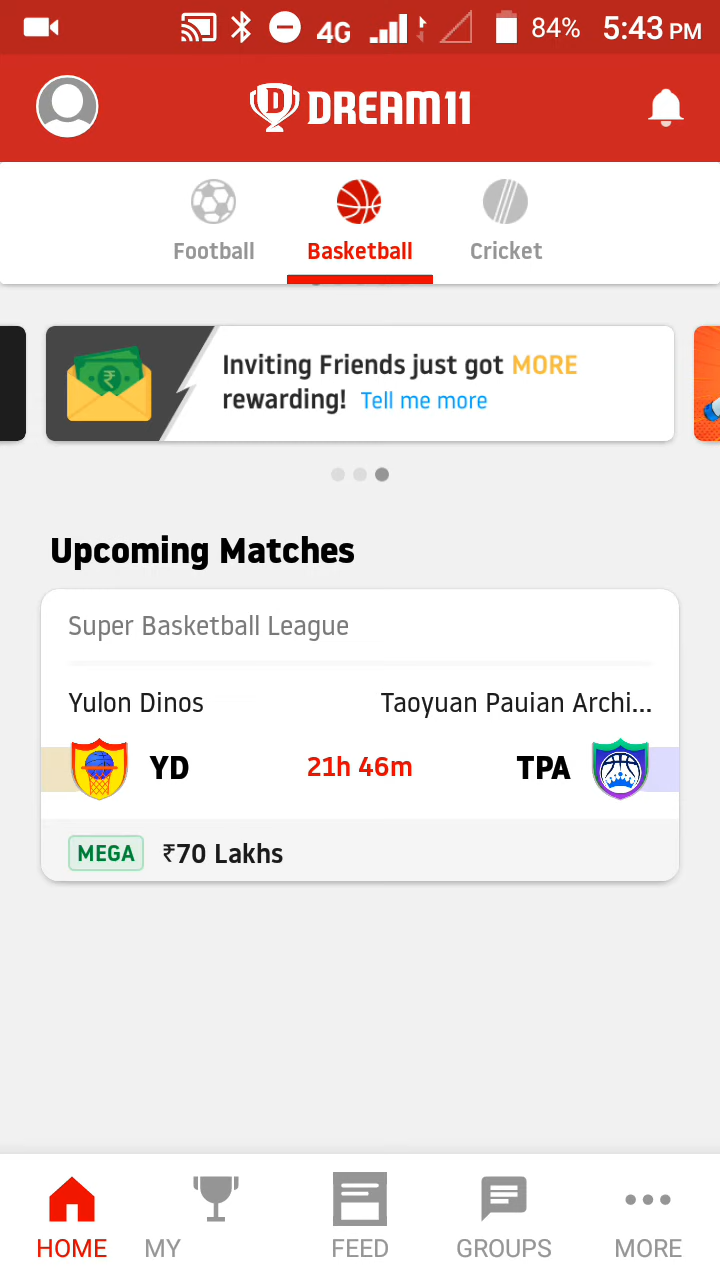 4G 84% 5:43 PM
DREAM11
Football Basketball Cricket
Inviting Friends just got MORE
rewarding! Tell me more
Upcoming Matches
Super Basketball League
Yulon Dinos Taoyuan Pauian Archi...
YD 21h 46m TPA
MEGA ₹70 Lakhs
HOME MY FEED GROUPS MORE